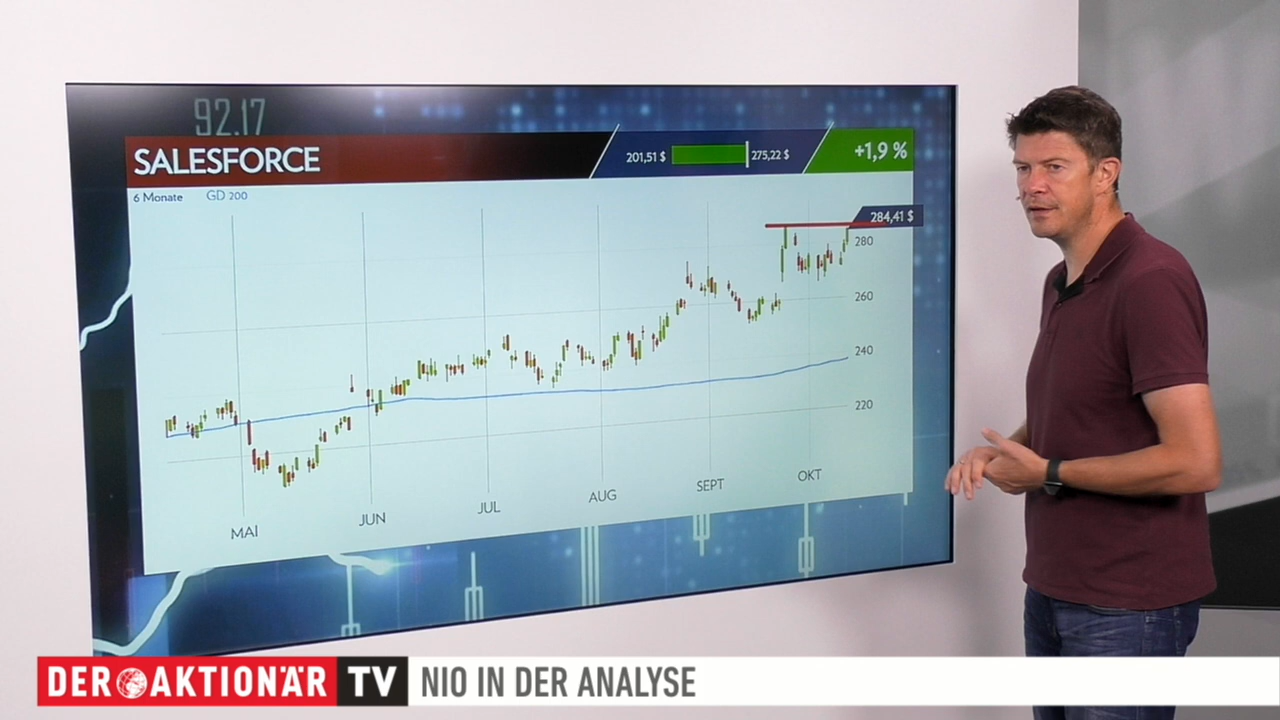 92.17
SALESFORCE
201,51 $ 275,22 $
+1,9 %
6 Monate GD 200
284,41 $
280
260
240
220
MAI JUN JUL AUG SEPT OKT
DER AKTIONÄR TV NIO IN DER ANALYSE